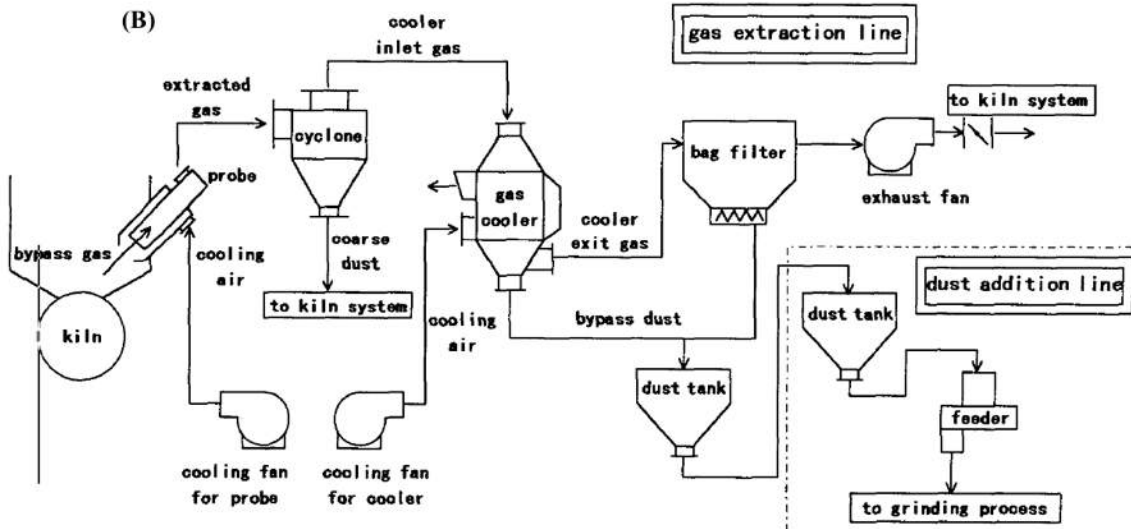 (B)
cooler
inlet gas
gas extraction line
extracted
gas
to kiln system
cyclone
bag filter
probe
exhaust fan
gas
cooler
bypass gas
cooling
air
coarse
dust
cooler
exit gas
to kiln system
cooling
air
kiln
bypass dust
dust addition line
dust tank
dust tank
feeder
cooling fan
for probe
cooling fan
for cooler
to grinding process